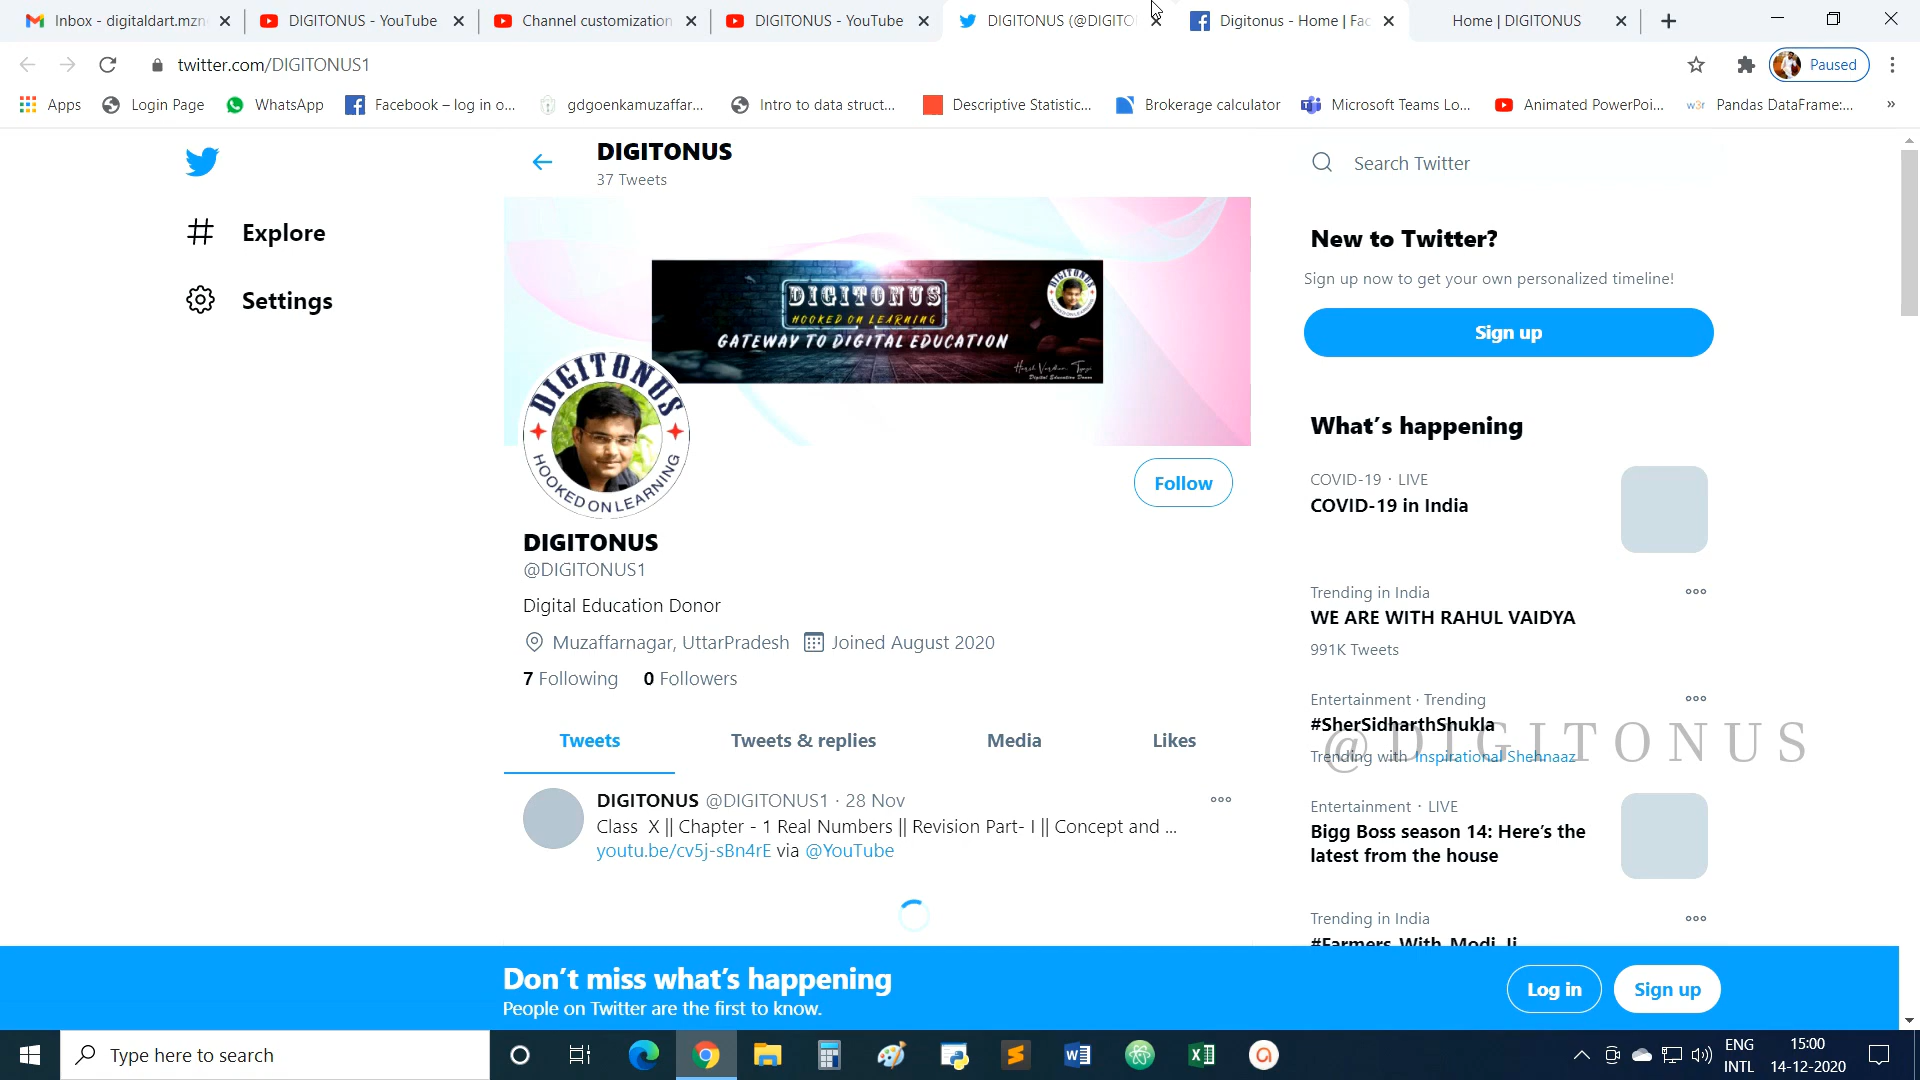 Inbox - digitaldart.mzn
DIGITONUS - YouTube
Channel customization
DIGITONUS - YouTube
DIGITONUS (@DIGITO
Digitonus - Home | Fac
Home | DIGITONUS
twitter.com/DIGITONUS1
Paused
Apps
Login Page
WhatsApp
Facebook – log in o...
gdgoenkamuzaffar...
Intro to data struct...
Descriptive Statistic...
Brokerage calculator
Microsoft Teams Lo...
Animated PowerPoi...
w3r
Pandas DataFrame:...
»
Explore
Settings
DIGITONUS
37 Tweets
DIGITONUS
HOOKED ON LEARNING
GATEWAY TO DIGITAL EDUCATION
Digital Education Donor
DIGITONUS
DIGITONUS
HOOKED ON LEARNING
Follow
DIGITONUS
@DIGITONUS1
Digital Education Donor
Muzaffarnagar, UttarPradesh
Joined August 2020
7 Following
0 Followers
Tweets
Tweets & replies
Media
Likes
DIGITONUS @DIGITONUS1 · 28 Nov
Class X || Chapter - 1 Real Numbers || Revision Part- I || Concept and ...
youtu.be/cv5j-sBn4rE via @YouTube
Search Twitter
New to Twitter?
Sign up now to get your own personalized timeline!
Sign up
What's happening
COVID-19 · LIVE
COVID-19 in India
Trending in India
WE ARE WITH RAHUL VAIDYA
991K Tweets
Entertainment · Trending
#SherSidharthShukla
Trending with Inspirational Shehnaaz
@DIGITONUS
Entertainment · LIVE
Bigg Boss season 14: Here's the
latest from the house
Trending in India
#Farmers_With_Modi_Ji
Don't miss what's happening
People on Twitter are the first to know.
Log in
Sign up
Type here to search
ENG
INTL
15:00
14-12-2020